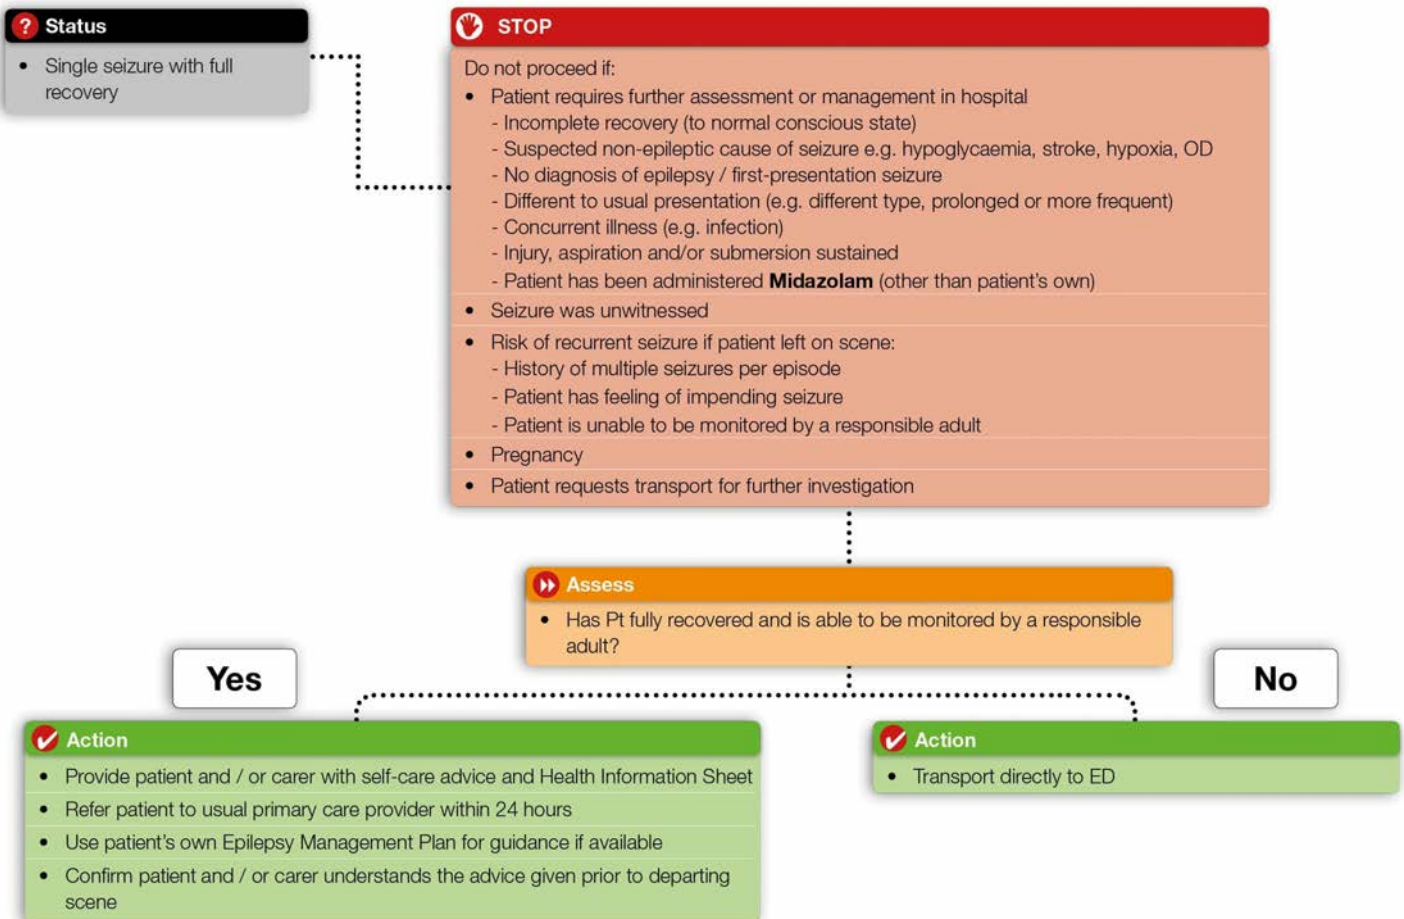 Status
• Single seizure with full
recovery
STOP
Do not proceed if:
• Patient requires further assessment or management in hospital
- Incomplete recovery (to normal conscious state)
- Suspected non-epileptic cause of seizure e.g. hypoglycaemia, stroke, hypoxia, OD
- No diagnosis of epilepsy / first-presentation seizure
- Different to usual presentation (e.g. different type, prolonged or more frequent)
- Concurrent illness (e.g. infection)
- Injury, aspiration and/or submersion sustained
- Patient has been administered Midazolam (other than patient's own)
• Seizure was unwitnessed
• Risk of recurrent seizure if patient left on scene:
- History of multiple seizures per episode
- Patient has feeling of impending seizure
- Patient is unable to be monitored by a responsible adult
• Pregnancy
• Patient requests transport for further investigation
Assess
• Has Pt fully recovered and is able to be monitored by a responsible
adult?
Yes
No
Action
• Provide patient and / or carer with self-care advice and Health Information Sheet
• Refer patient to usual primary care provider within 24 hours
• Use patient's own Epilepsy Management Plan for guidance if available
• Confirm patient and / or carer understands the advice given prior to departing
scene
Action
• Transport directly to ED